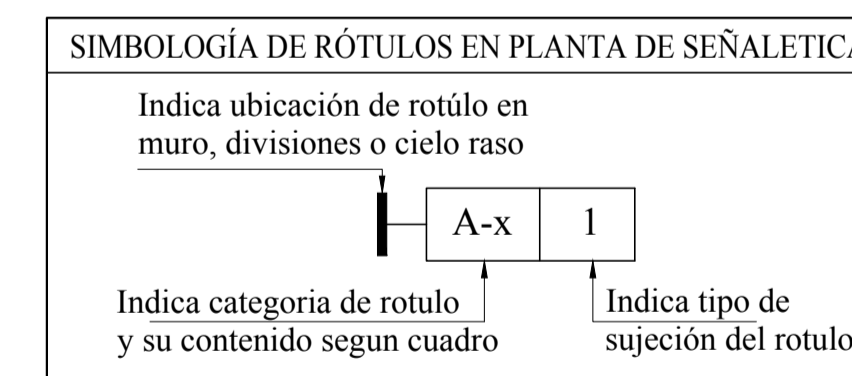 SIMBOLOGÍA DE RÓTULOS EN PLANTA DE SEÑALETICA
Indica ubicación de rotúlo en
muro, divisiones o cielo raso
A-x 1
Indica categoria de rotulo
y su contenido segun cuadro
Indica tipo de
sujeción del rotulo